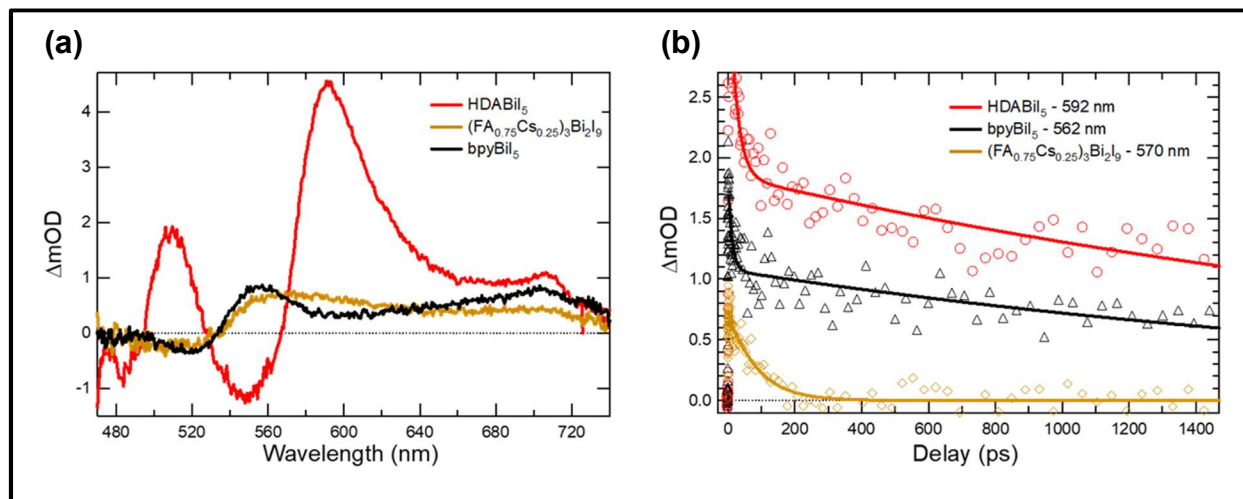 (a)
ΔmOD
4
3
2
1
0
-1
HDABiI₅
(FA₀.₇₅Cs₀.₂₅)₃Bi₂I₉
bpyBiI₅
480 520 560 600 640 680 720
Wavelength (nm)
(b)
ΔmOD
2.5
2.0
1.5
1.0
0.5
0.0
HDABiI₅ - 592 nm
bpyBiI₅ - 562 nm
(FA₀.₇₅Cs₀.₂₅)₃Bi₂I₉ - 570 nm
0 200 400 600 800 1000 1200 1400
Delay (ps)